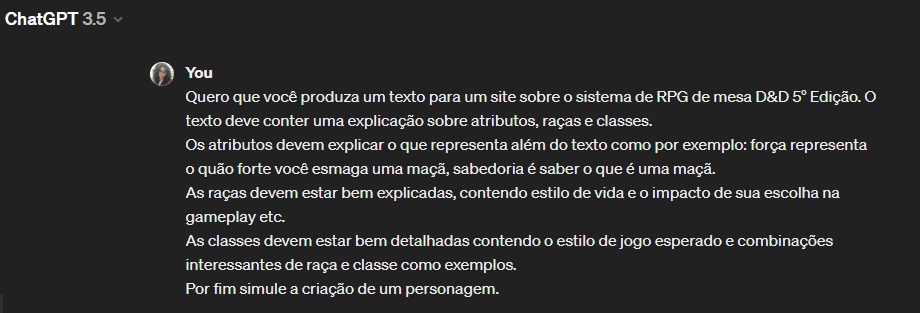 ChatGPT 3.5
You
Quero que você produza um texto para um site sobre o sistema de RPG de mesa D&D 5° Edição. O
texto deve conter uma explicação sobre atributos, raças e classes.
Os atributos devem explicar o que representa além do texto como por exemplo: força representa
o quão forte você esmaga uma maçã, sabedoria é saber o que é uma maçã.
As raças devem estar bem explicadas, contendo estilo de vida e o impacto de sua escolha na
gameplay etc.
As classes devem estar bem detalhadas contendo o estilo de jogo esperado e combinações
interessantes de raça e classe como exemplos.
Por fim simule a criação de um personagem.